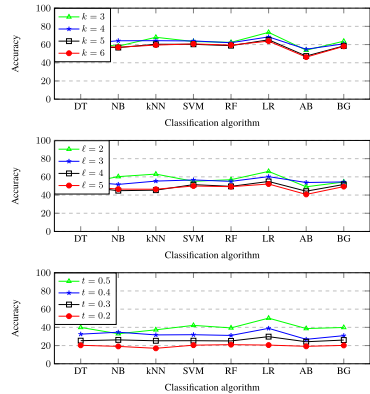 100
80
60
40
20
0
Accuracy
k = 3
k = 4
k = 5
k = 6
DT NB kNN SVM RF LR AB BG
Classification algorithm
100
80
60
40
20
0
Accuracy
ℓ = 2
ℓ = 3
ℓ = 4
ℓ = 5
DT NB kNN SVM RF LR AB BG
Classification algorithm
100
80
60
40
20
0
Accuracy
t = 0.5
t = 0.4
t = 0.3
t = 0.2
DT NB kNN SVM RF LR AB BG
Classification algorithm